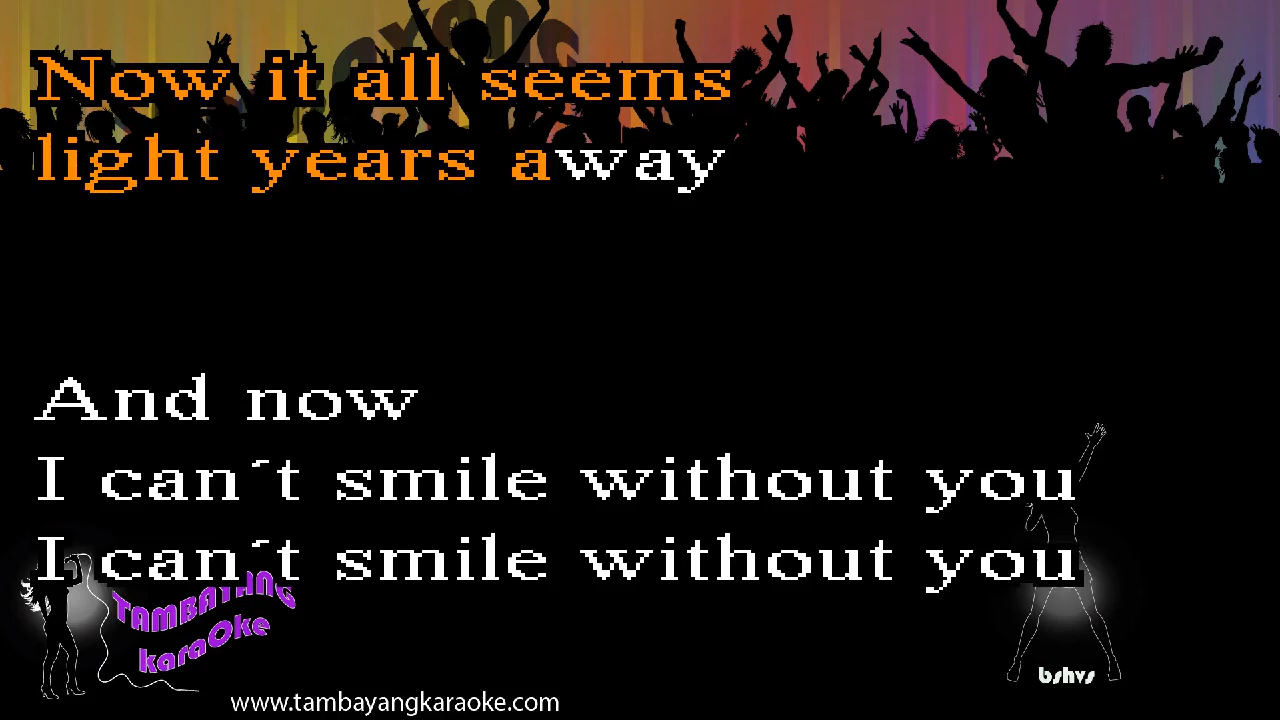 Now it all seems
light years away
And now
I can´t smile without you
I can´t smile without you
TAMBAYANG
karaOke
bshvs
www.tambayangkaraoke.com